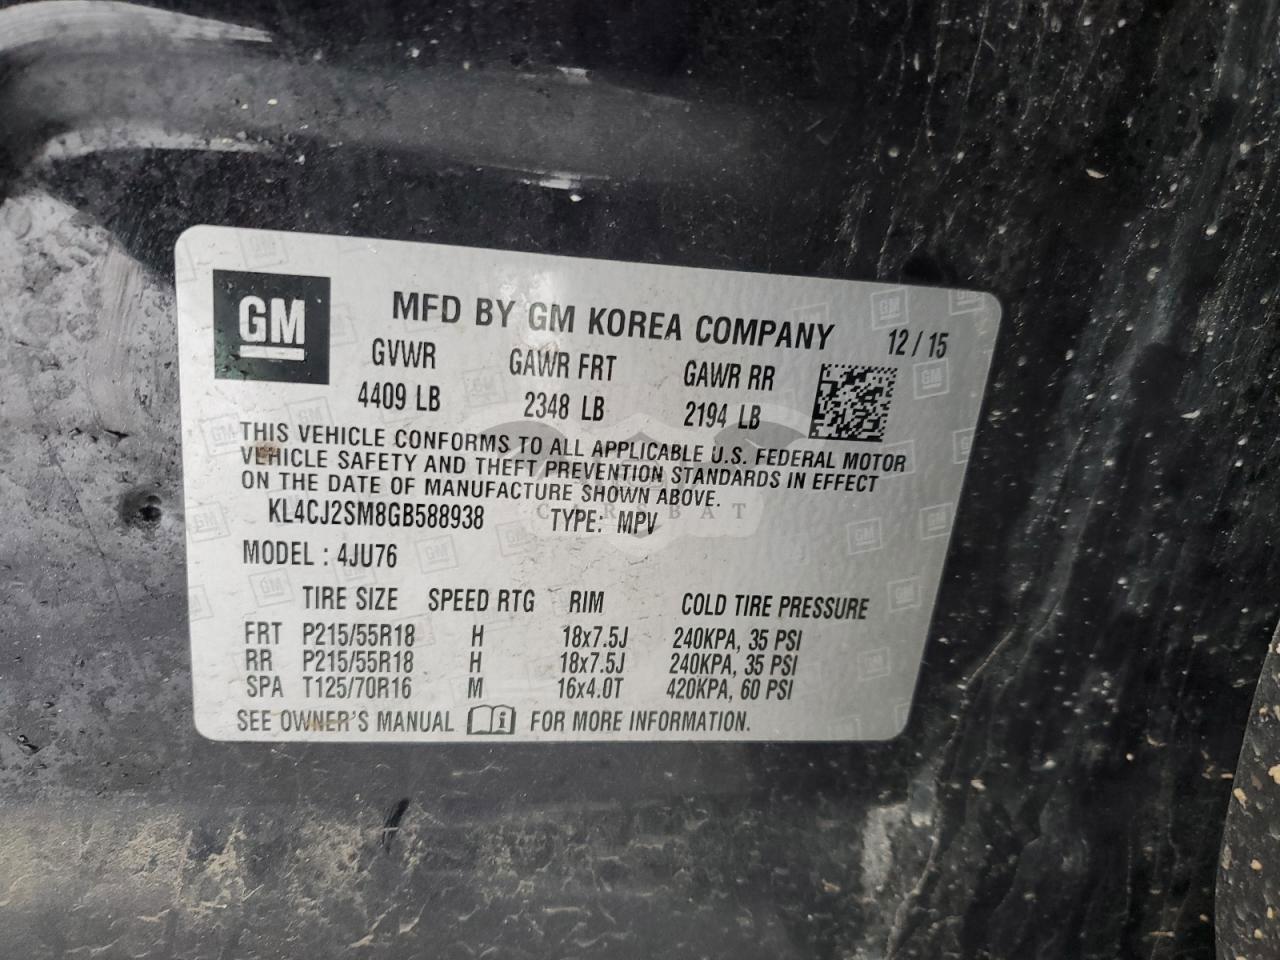 GM
MFD BY GM KOREA COMPANY 12/15
GVWR GAWR FRT GAWR RR
4409 LB 2348 LB 2194 LB
THIS VEHICLE CONFORMS TO ALL APPLICABLE U.S. FEDERAL MOTOR
VEHICLE SAFETY AND THEFT PREVENTION STANDARDS IN EFFECT
ON THE DATE OF MANUFACTURE SHOWN ABOVE.
CARSBAT
KL4CJ2SM8GB588938 TYPE: MPV
MODEL : 4JU76
TIRE SIZE SPEED RTG RIM COLD TIRE PRESSURE
FRT P215/55R18 H 18x7.5J 240KPA, 35 PSI
RR P215/55R18 H 18x7.5J 240KPA, 35 PSI
SPA T125/70R16 M 16x4.0T 420KPA, 60 PSI
SEE OWNER'S MANUAL FOR MORE INFORMATION.